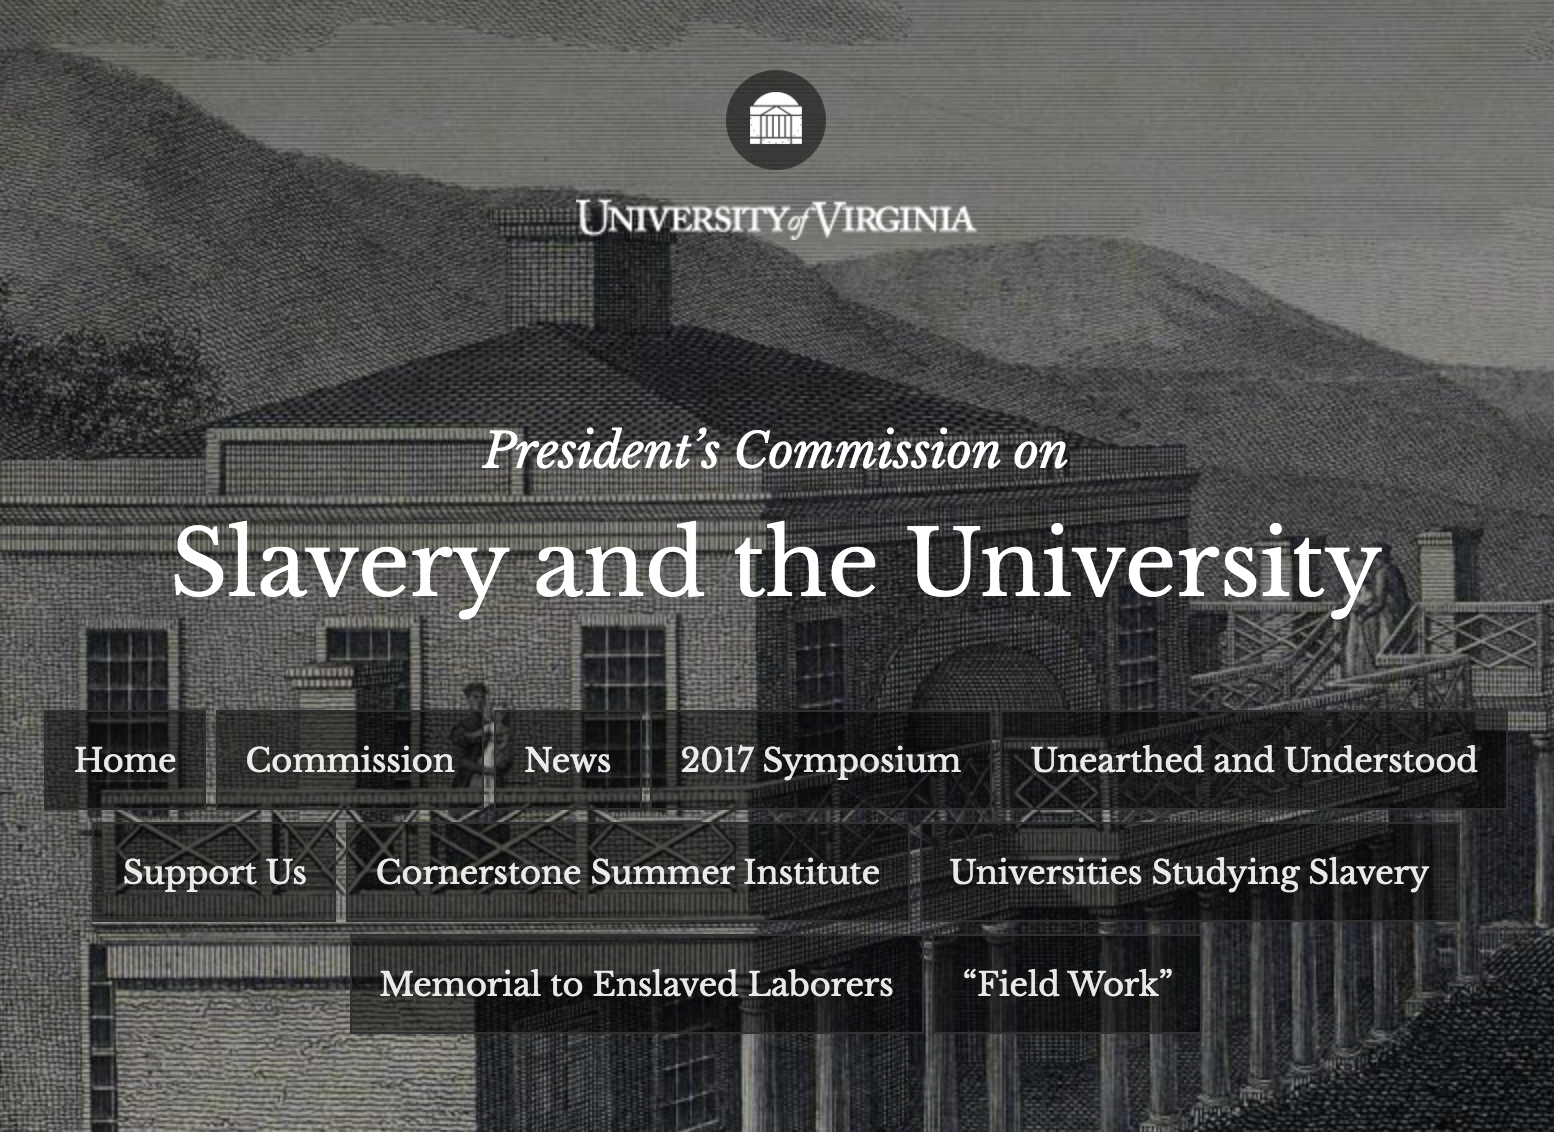 UNIVERSITY of VIRGINIA
President’s Commission on
Slavery and the University
Home Commission News 2017 Symposium Unearthed and Understood
Support Us Cornerstone Summer Institute Universities Studying Slavery
Memorial to Enslaved Laborers “Field Work”